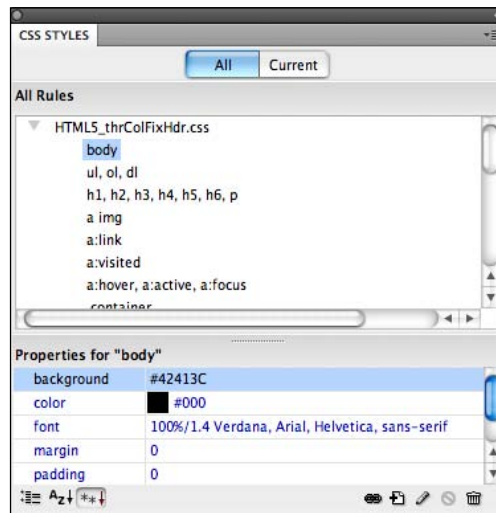 CSS STYLES
All Current
All Rules
HTML5_thrColFixHdr.css
body
ul, ol, dl
h1, h2, h3, h4, h5, h6, p
a img
a:link
a:visited
a:hover, a:active, a:focus
.container
Properties for "body"
background #42413C
color #000
font 100%/1.4 Verdana, Arial, Helvetica, sans-serif
margin 0
padding 0
Az↓ **↓